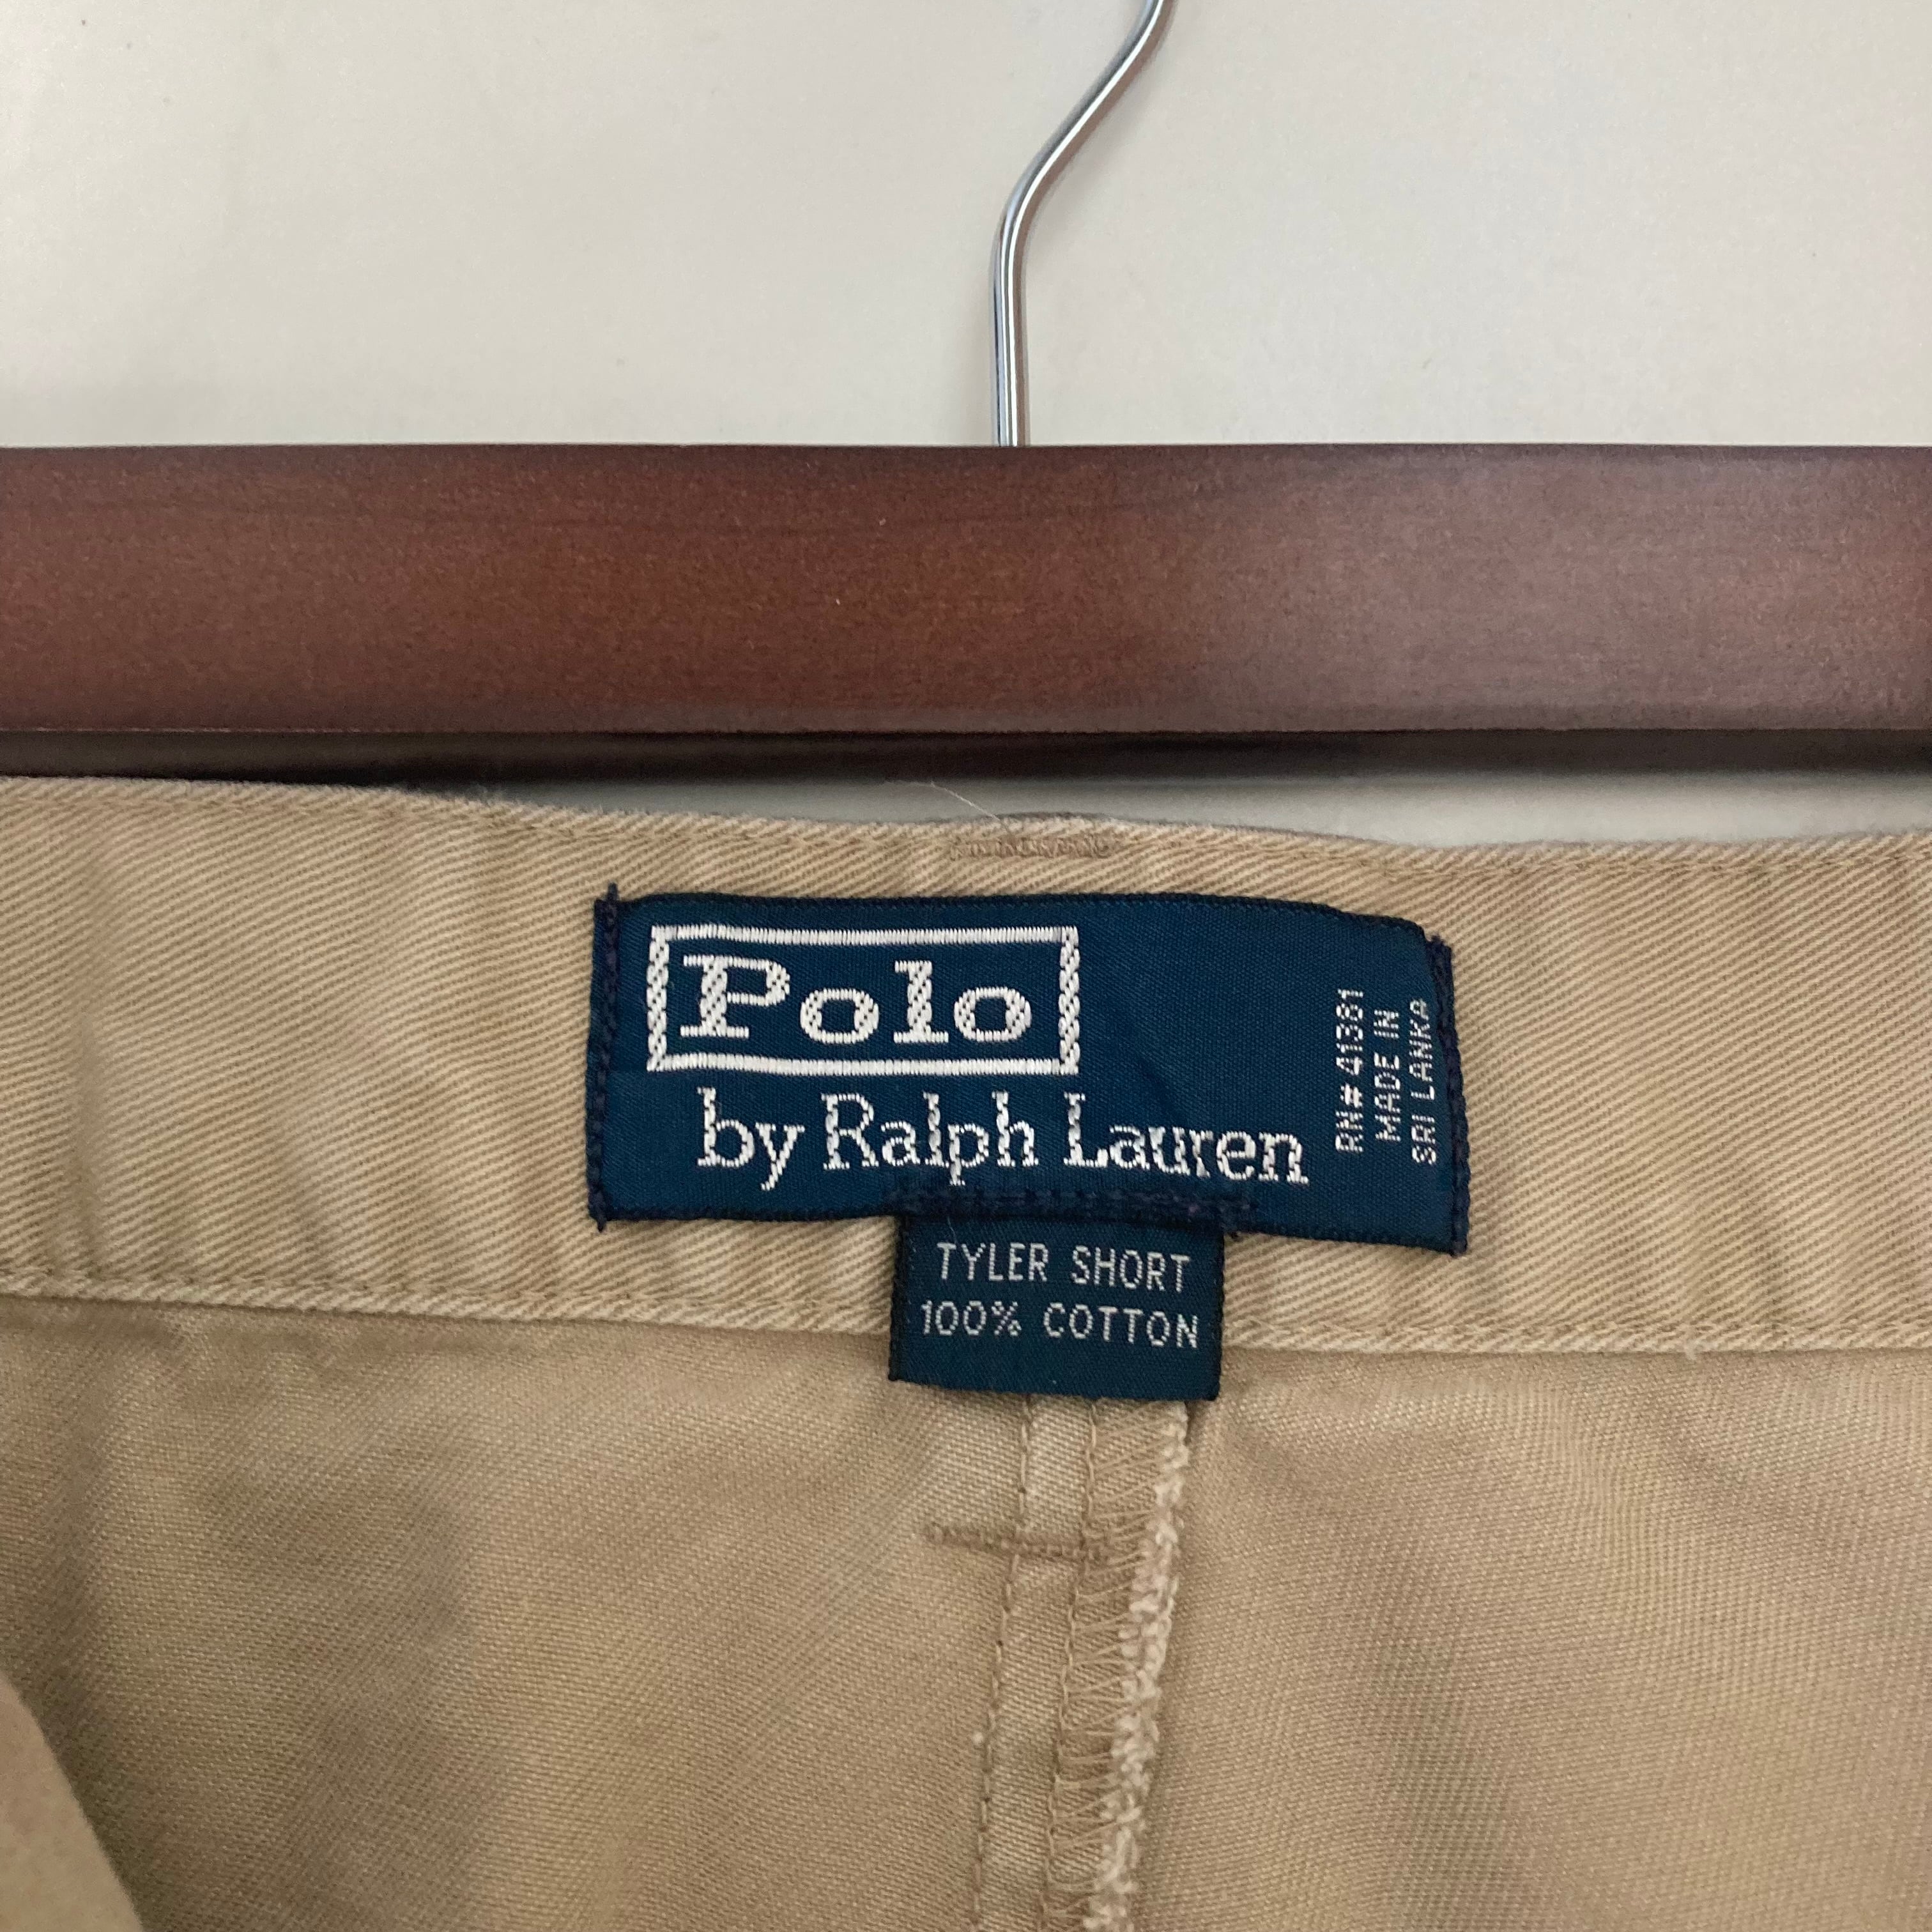 Polo
by Ralph Lauren
RN# 41381
MADE IN
SRI LANKA
TYLER SHORT
100% COTTON